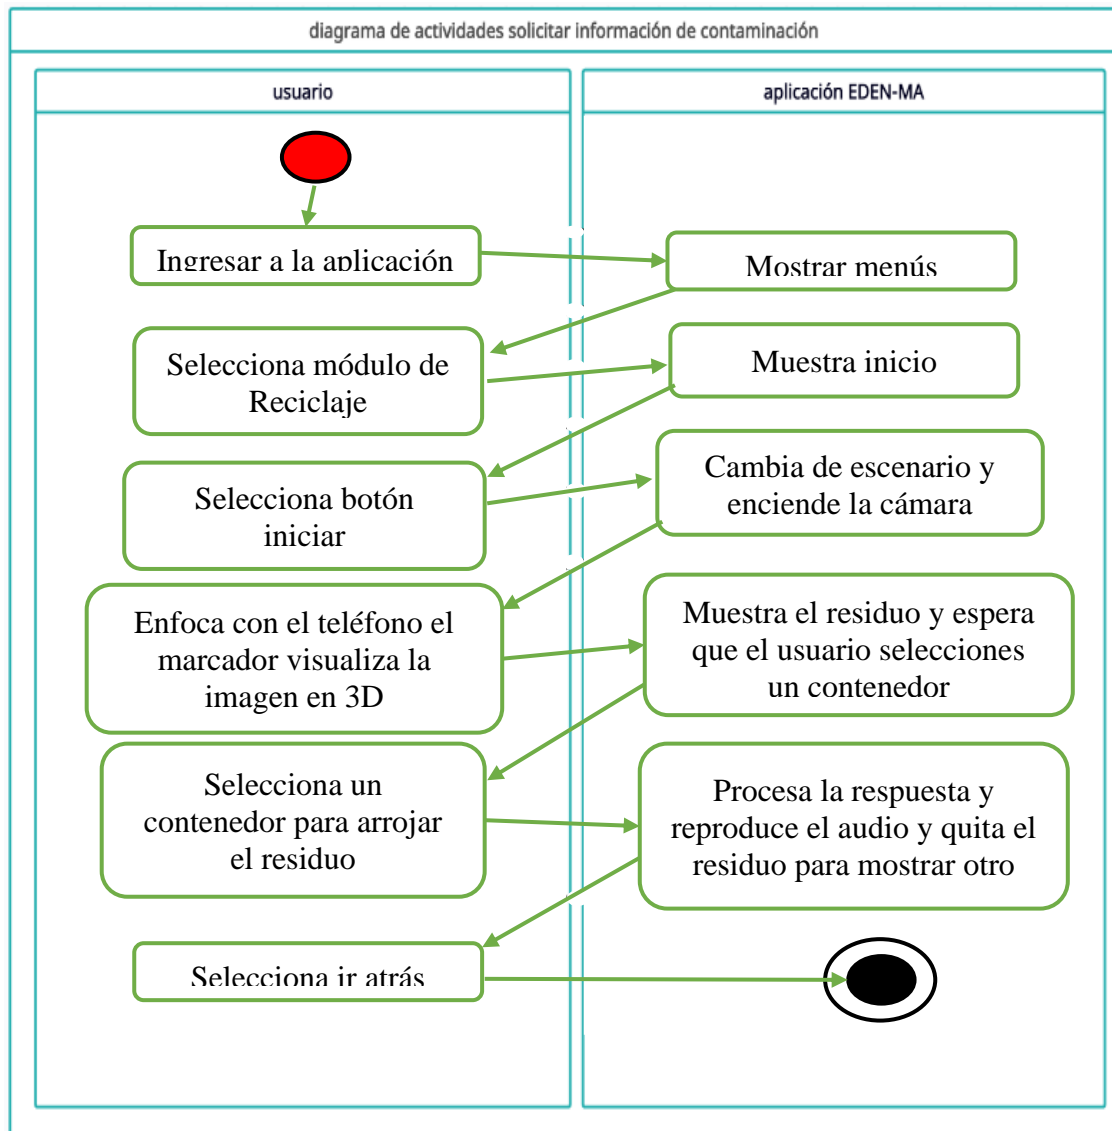 diagrama de actividades solicitar información de contaminación
usuario
aplicación EDEN-MA
Ingresar a la aplicación
Mostrar menús
Selecciona módulo de
Reciclaje
Muestra inicio
Selecciona botón
iniciar
Cambia de escenario y
enciende la cámara
Enfoca con el teléfono el
marcador visualiza la
imagen en 3D
Muestra el residuo y espera
que el usuario selecciones
un contenedor
Selecciona un
contenedor para arrojar
el residuo
Procesa la respuesta y
reproduce el audio y quita el
residuo para mostrar otro
Selecciona ir atrás